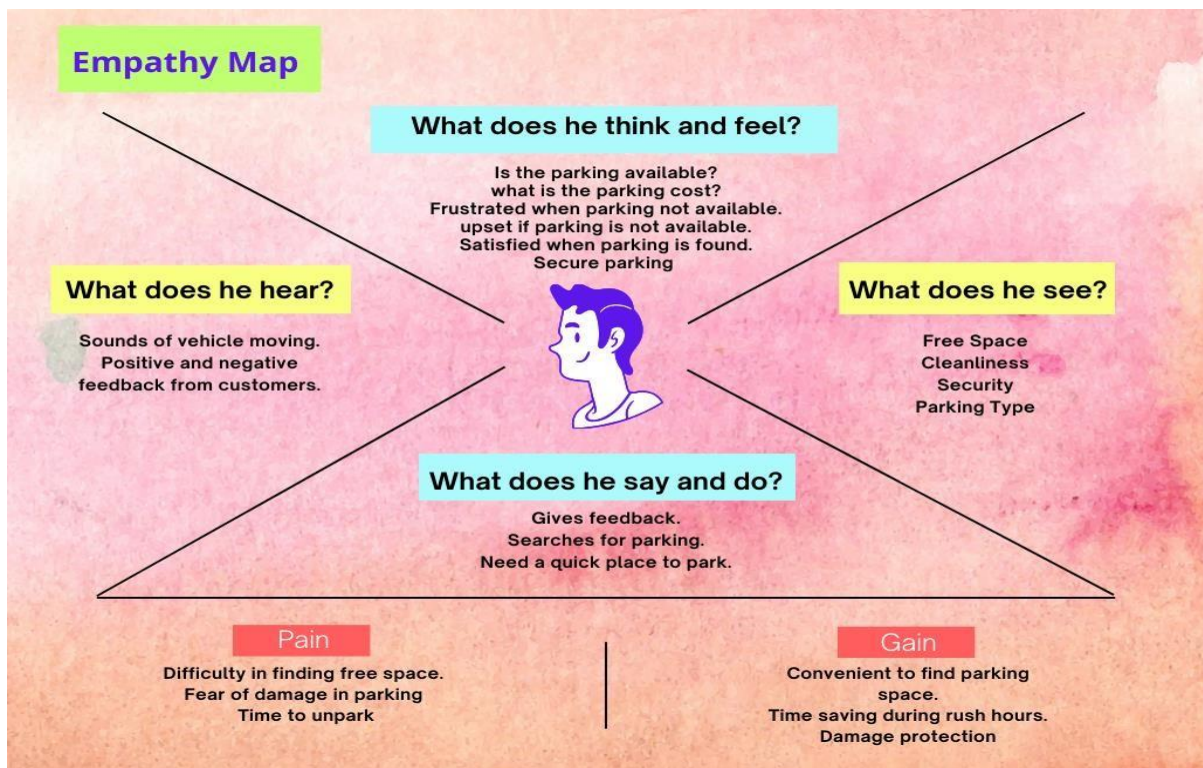 Empathy Map
What does he think and feel?
Is the parking available?
what is the parking cost?
Frustrated when parking not available.
upset if parking is not available.
Satisfied when parking is found.
Secure parking
What does he hear?
Sounds of vehicle moving.
Positive and negative
feedback from customers.
What does he see?
Free Space
Cleanliness
Security
Parking Type
What does he say and do?
Gives feedback.
Searches for parking.
Need a quick place to park.
Pain
Difficulty in finding free space.
Fear of damage in parking
Time to unpark
Gain
Convenient to find parking
space.
Time saving during rush hours.
Damage protection